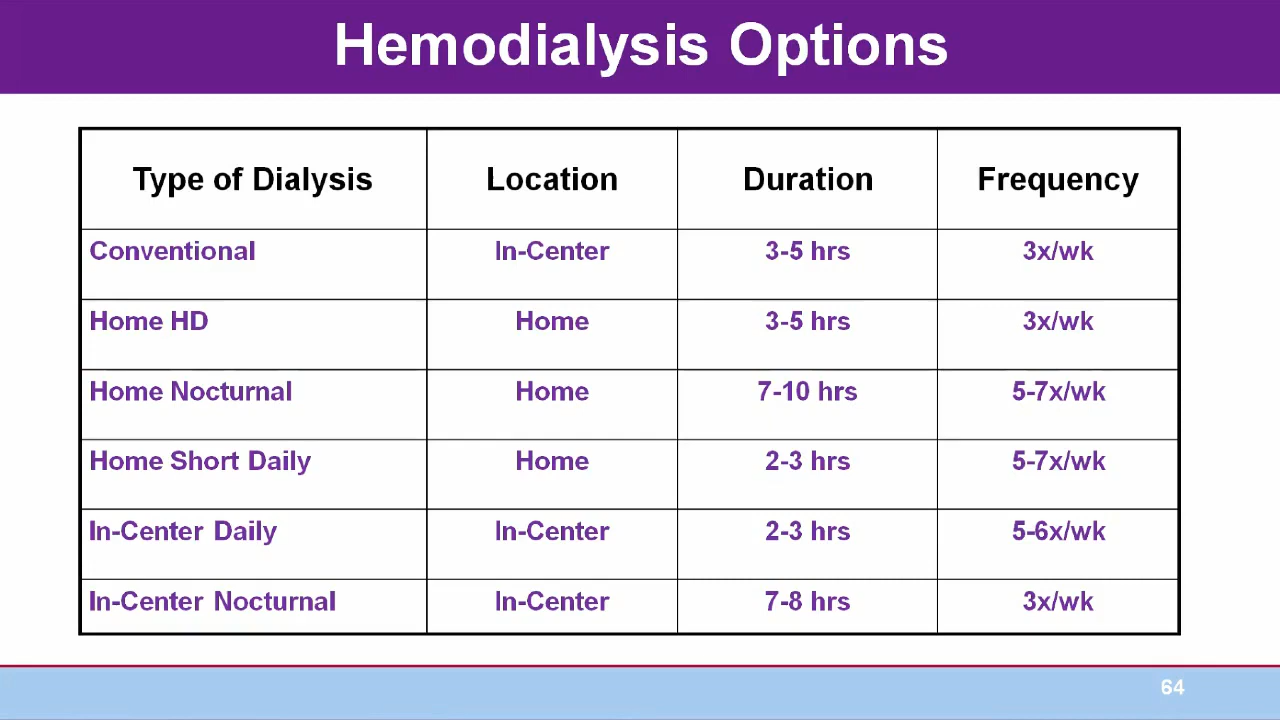 Hemodialysis Options
Type of Dialysis Location Duration Frequency
Conventional In-Center 3-5 hrs 3x/wk
Home HD Home 3-5 hrs 3x/wk
Home Nocturnal Home 7-10 hrs 5-7x/wk
Home Short Daily Home 2-3 hrs 5-7x/wk
In-Center Daily In-Center 2-3 hrs 5-6x/wk
In-Center Nocturnal In-Center 7-8 hrs 3x/wk
64